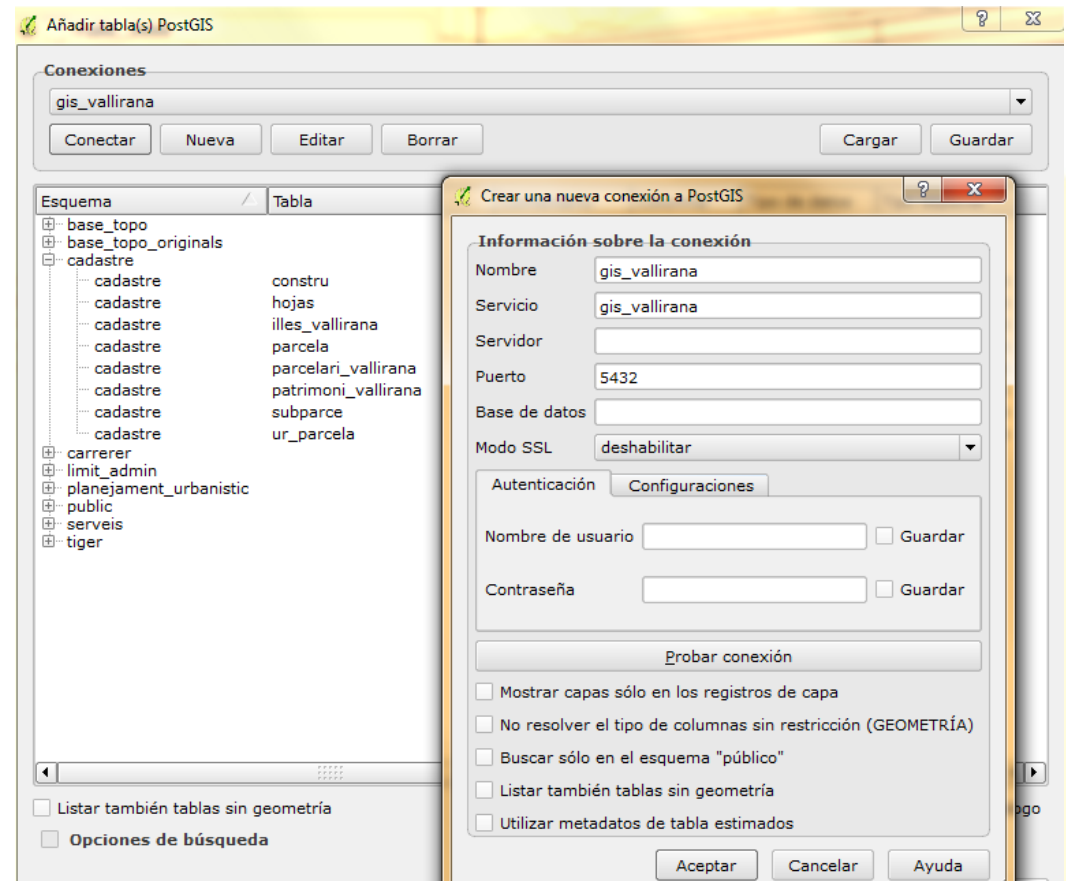 Añadir tabla(s) PostGIS
Conexiones
gis_vallirana
Conectar Nueva Editar Borrar Cargar Guardar
Esquema Tabla
base_topo
base_topo_originals
cadastre
cadastre constru
cadastre hojas
cadastre illes_vallirana
cadastre parcela
cadastre parcelari_vallirana
cadastre patrimoni_vallirana
cadastre subparce
cadastre ur_parcela
carrerer
limit_admin
planejament_urbanistic
public
serveis
tiger
Listar también tablas sin geometría
Opciones de búsqueda
Crear una nueva conexión a PostGIS
Información sobre la conexión
Nombre gis_vallirana
Servicio gis_vallirana
Servidor
Puerto 5432
Base de datos
Modo SSL deshabilitar
Autenticación Configuraciones
Nombre de usuario Guardar
Contraseña Guardar
Probar conexión
Mostrar capas sólo en los registros de capa
No resolver el tipo de columnas sin restricción (GEOMETRÍA)
Buscar sólo en el esquema "público"
Listar también tablas sin geometría
Utilizar metadatos de tabla estimados
Aceptar Cancelar Ayuda